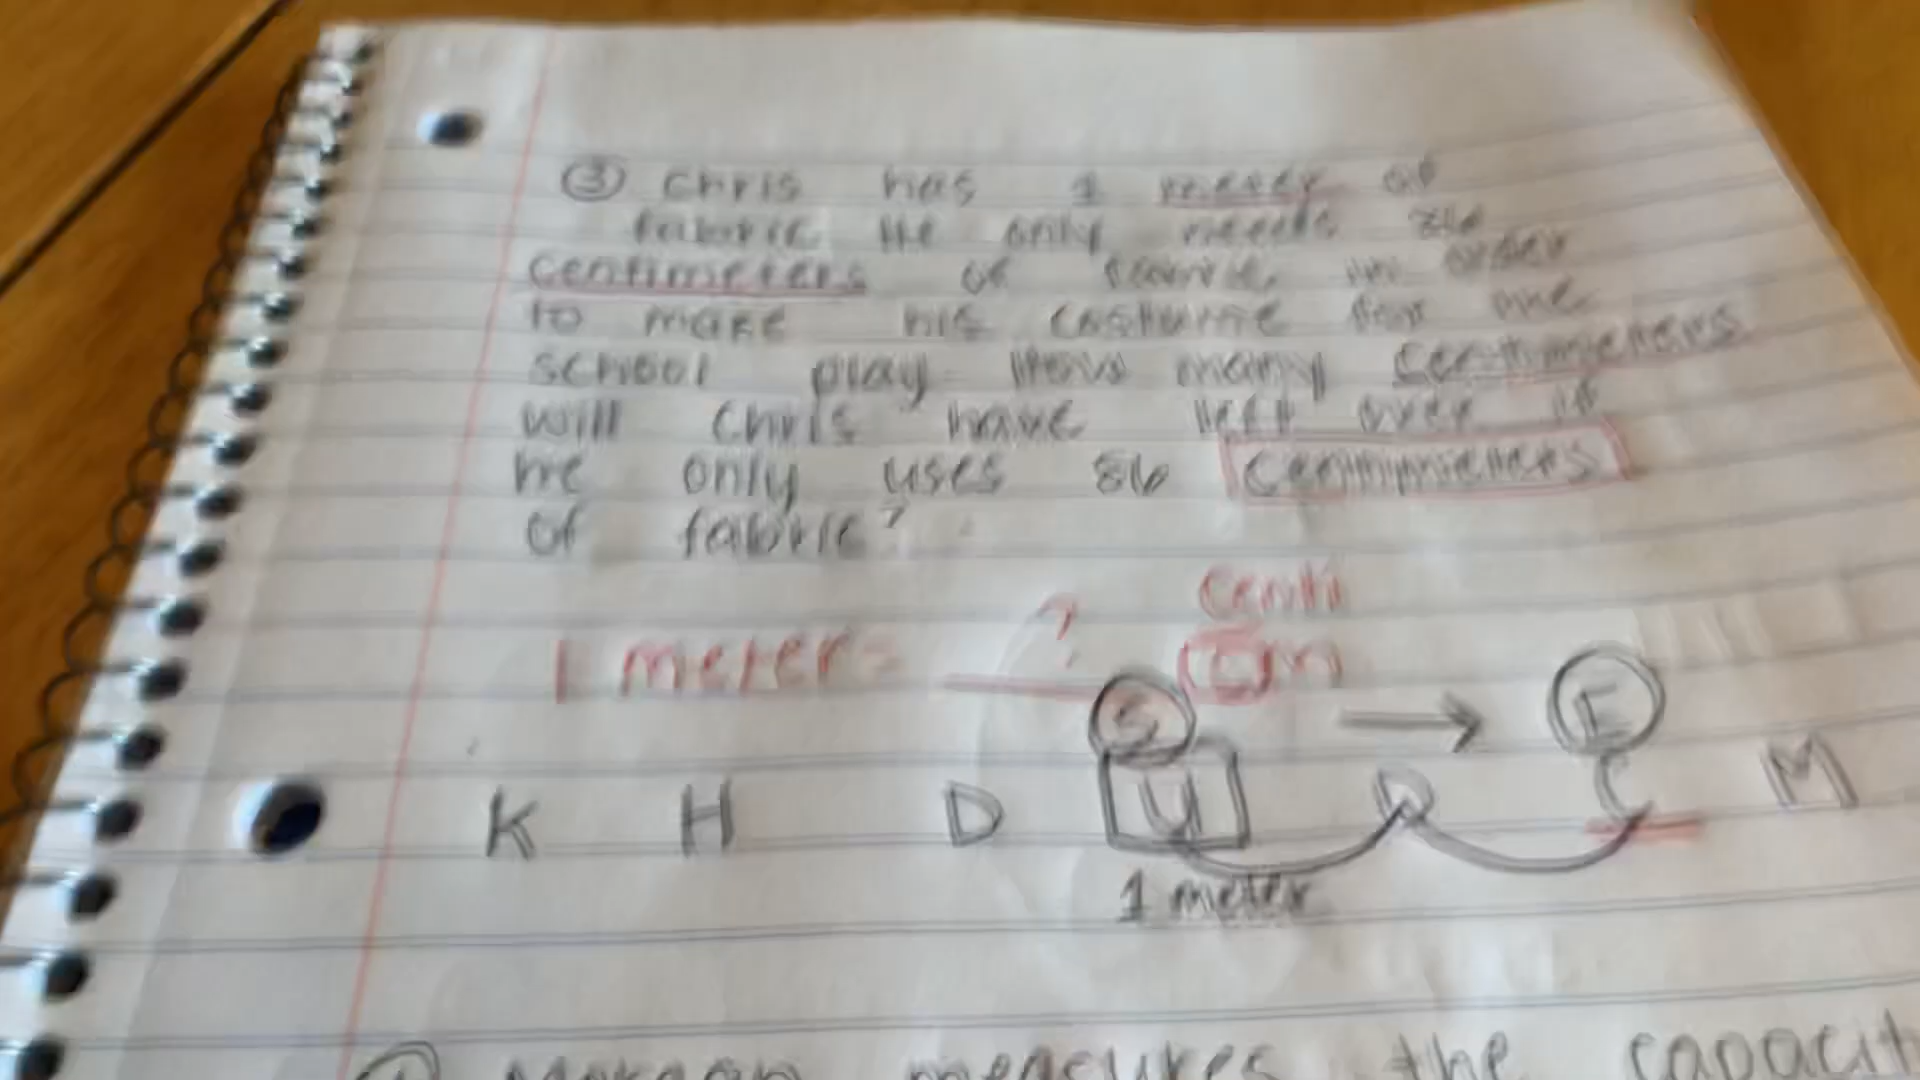 ③ Chris has 1 meter of
fabric He only needs 86
centimeters of fabric in order
to make his costume for the
school play How many centimeters
will Chris have left over if
he only uses 86 centimeters
of fabric?
centi
1 meter = ? cm
S → E
K H D U D C M
1 meter
measures the capacit